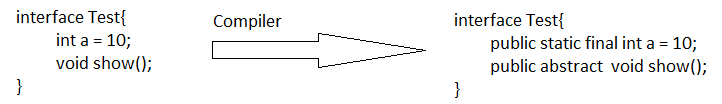 interface Test{
int a = 10;
void show();
}
Compiler
interface Test{
public static final int a = 10;
public abstract  void show();
}